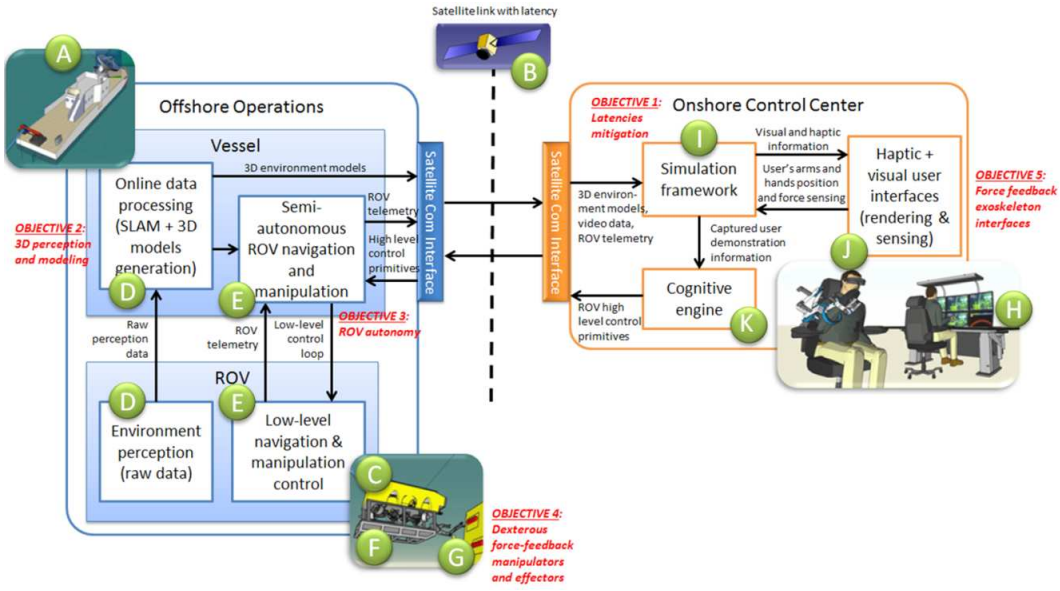 Satellite link with latency
A
B
Offshore Operations
Vessel
Online data
processing
(SLAM + 3D
models
generation)
D
3D environment models
Semi-
autonomous
ROV navigation
and
manipulation
E
ROV
telemetry
High level
control
primitives
OBJECTIVE 2:
3D perception
and modeling
OBJECTIVE 3:
ROV autonomy
Raw
perception
data
ROV
telemetry
Low-level
control
loop
ROV
D
Environment
perception
(raw data)
E
Low-level
navigation &
manipulation
control
C
F
G
OBJECTIVE 4:
Dexterous
force-feedback
manipulators
and effectors
Satellite Com Interface
Satellite Com Interface
OBJECTIVE 1:
Latencies
mitigation
Onshore Control Center
I
Simulation
framework
3D environ-
ment models,
video data,
ROV telemetry
Visual and haptic
information
User's arms and
hands position
and force sensing
Haptic +
visual user
interfaces
(rendering &
sensing)
J
OBJECTIVE 5:
Force feedback
exoskeleton
interfaces
Captured user
demonstration
information
Cognitive
engine
K
ROV high
level control
primitives
H